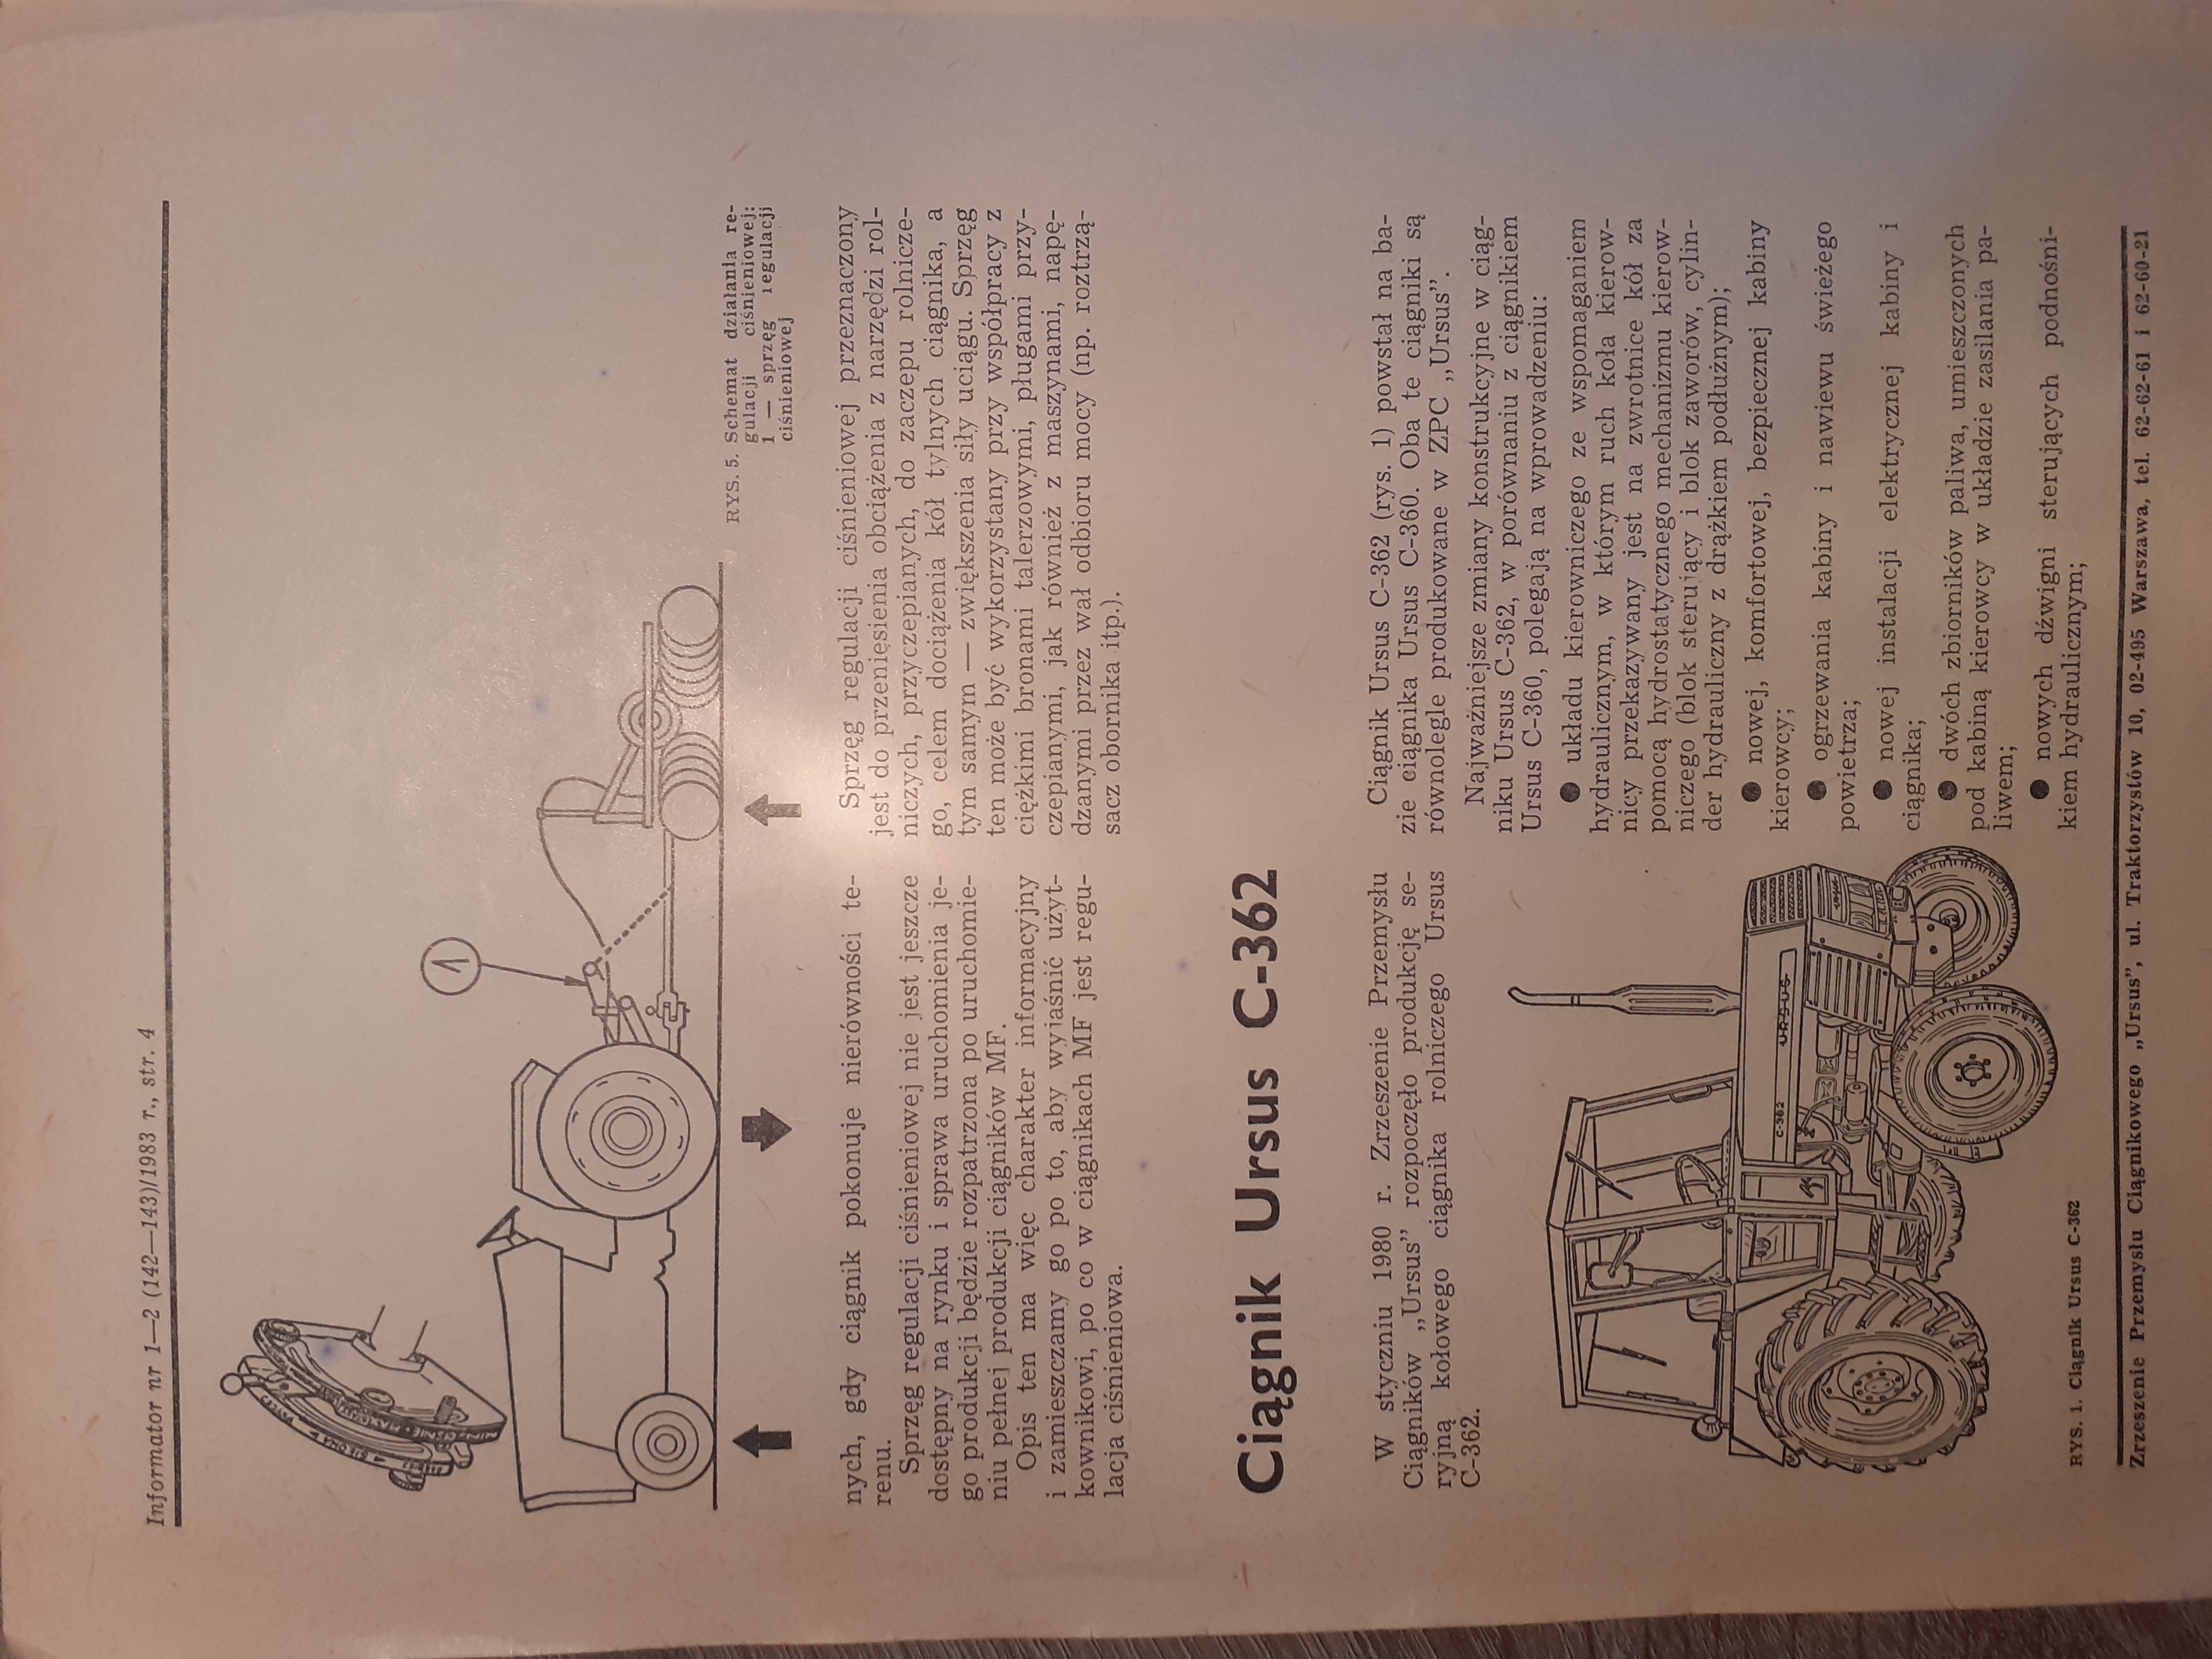 Informator nr 1—2 (142—143)/1983 r., str. 4
1
RYS. 5. Schemat działania re-
gulacji ciśnieniowej:
1 — sprzęg regulacji
ciśnieniowej
nych, gdy ciągnik pokonuje nierówności te-
renu.
Sprzęg regulacji ciśnieniowej nie jest jeszcze
dostępny na rynku i sprawa uruchomienia je-
go produkcji będzie rozpatrzona po uruchomie-
niu pełnej produkcji ciągników MF.
Opis ten ma więc charakter informacyjny
i zamieszczamy go po to, aby wyjaśnić użyt-
kownikowi, po co w ciągnikach MF jest regu-
lacja ciśnieniowa.
Sprzęg regulacji ciśnieniowej przeznaczony
jest do przeniesienia obciążenia z narzędzi rol-
niczych, przyczepianych, do zaczepu rolnicze-
go, celem dociążenia kół tylnych ciągnika, a
tym samym — zwiększenia siły uciągu. Sprzęg
ten może być wykorzystany przy współpracy z
ciężkimi bronami talerzowymi, pługami przy-
czepianymi, jak również z maszynami, napę-
dzanymi przez wał odbioru mocy (np. roztrzą-
sacz obornika itp.).
Ciągnik Ursus C-362
W styczniu 1980 r. Zrzeszenie Przemysłu
Ciągników „Ursus” rozpoczęło produkcję se-
ryjną kołowego ciągnika rolniczego Ursus
C-362.
URSUS
C-362
RYS. 1. Ciągnik Ursus C-362
Ciągnik Ursus C-362 (rys. 1) powstał na ba-
zie ciągnika Ursus C-360. Oba te ciągniki są
równolegle produkowane w ZPC „Ursus”.
Najważniejsze zmiany konstrukcyjne w ciąg-
niku Ursus C-362, w porównaniu z ciągnikiem
Ursus C-360, polegają na wprowadzeniu:
● układu kierowniczego ze wspomaganiem
hydraulicznym, w którym ruch koła kierow-
nicy przekazywany jest na zwrotnice kół za
pomocą hydrostatycznego mechanizmu kierow-
niczego (blok sterujący i blok zaworów, cylin-
der hydrauliczny z drążkiem podłużnym);
● nowej, komfortowej, bezpiecznej kabiny
kierowcy;
● ogrzewania kabiny i nawiewu świeżego
powietrza;
● nowej instalacji elektrycznej kabiny i
ciągnika;
● dwóch zbiorników paliwa, umieszczonych
pod kabiną kierowcy w układzie zasilania pa-
liwem;
● nowych dźwigni sterujących podnośni-
kiem hydraulicznym;
Zrzeszenie Przemysłu Ciągnikowego „Ursus”, ul. Traktorzystów 10, 02-495 Warszawa, tel. 62-62-61 i 62-60-21